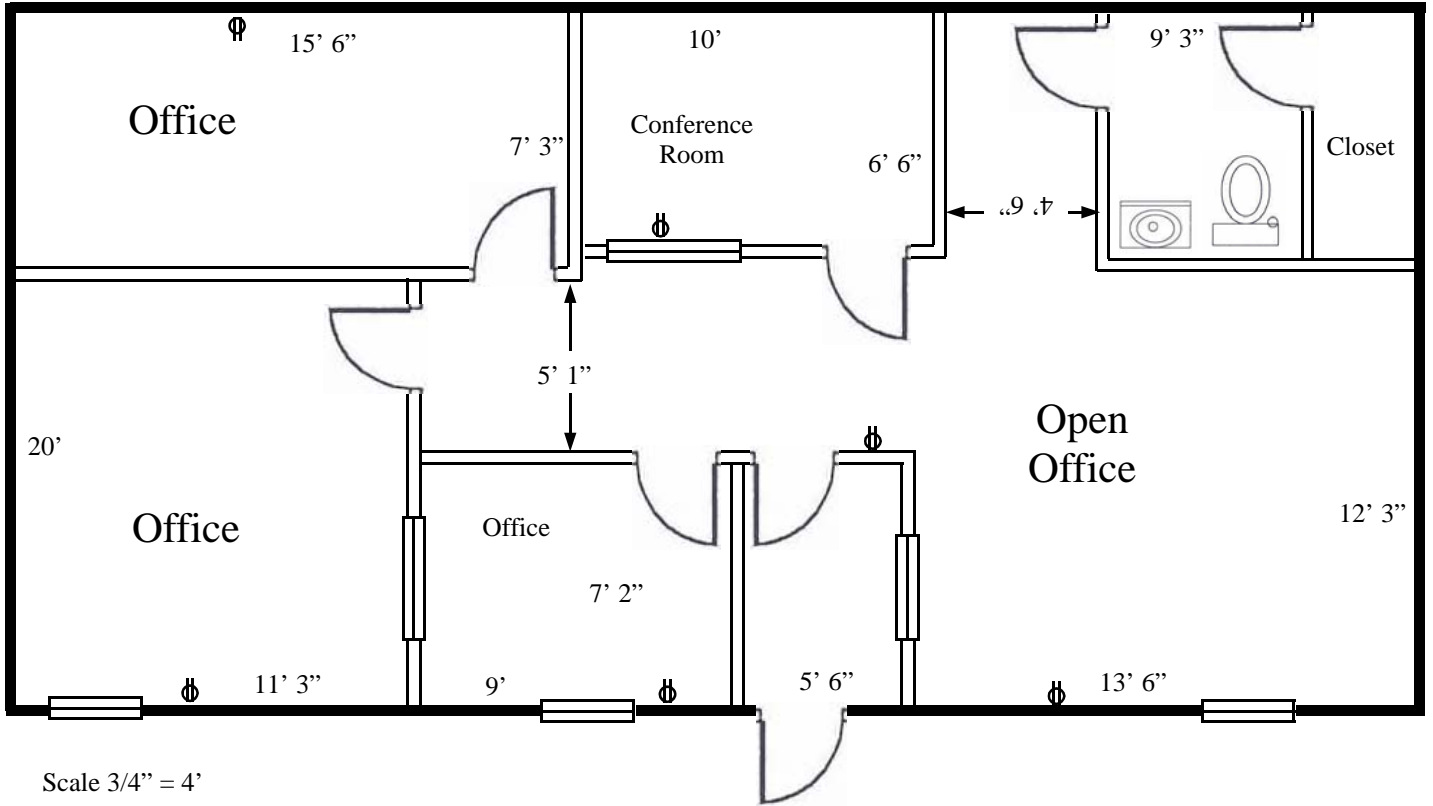 15’ 6”
10’
9’ 3”
Office
Conference
Room
7’ 3”
6’ 6”
Closet
4’ 6”
5’ 1”
20’
Open
Office
Office
Office
12’ 3”
7’ 2”
11’ 3”
9’
5’ 6”
13’ 6”
Scale 3/4” = 4’